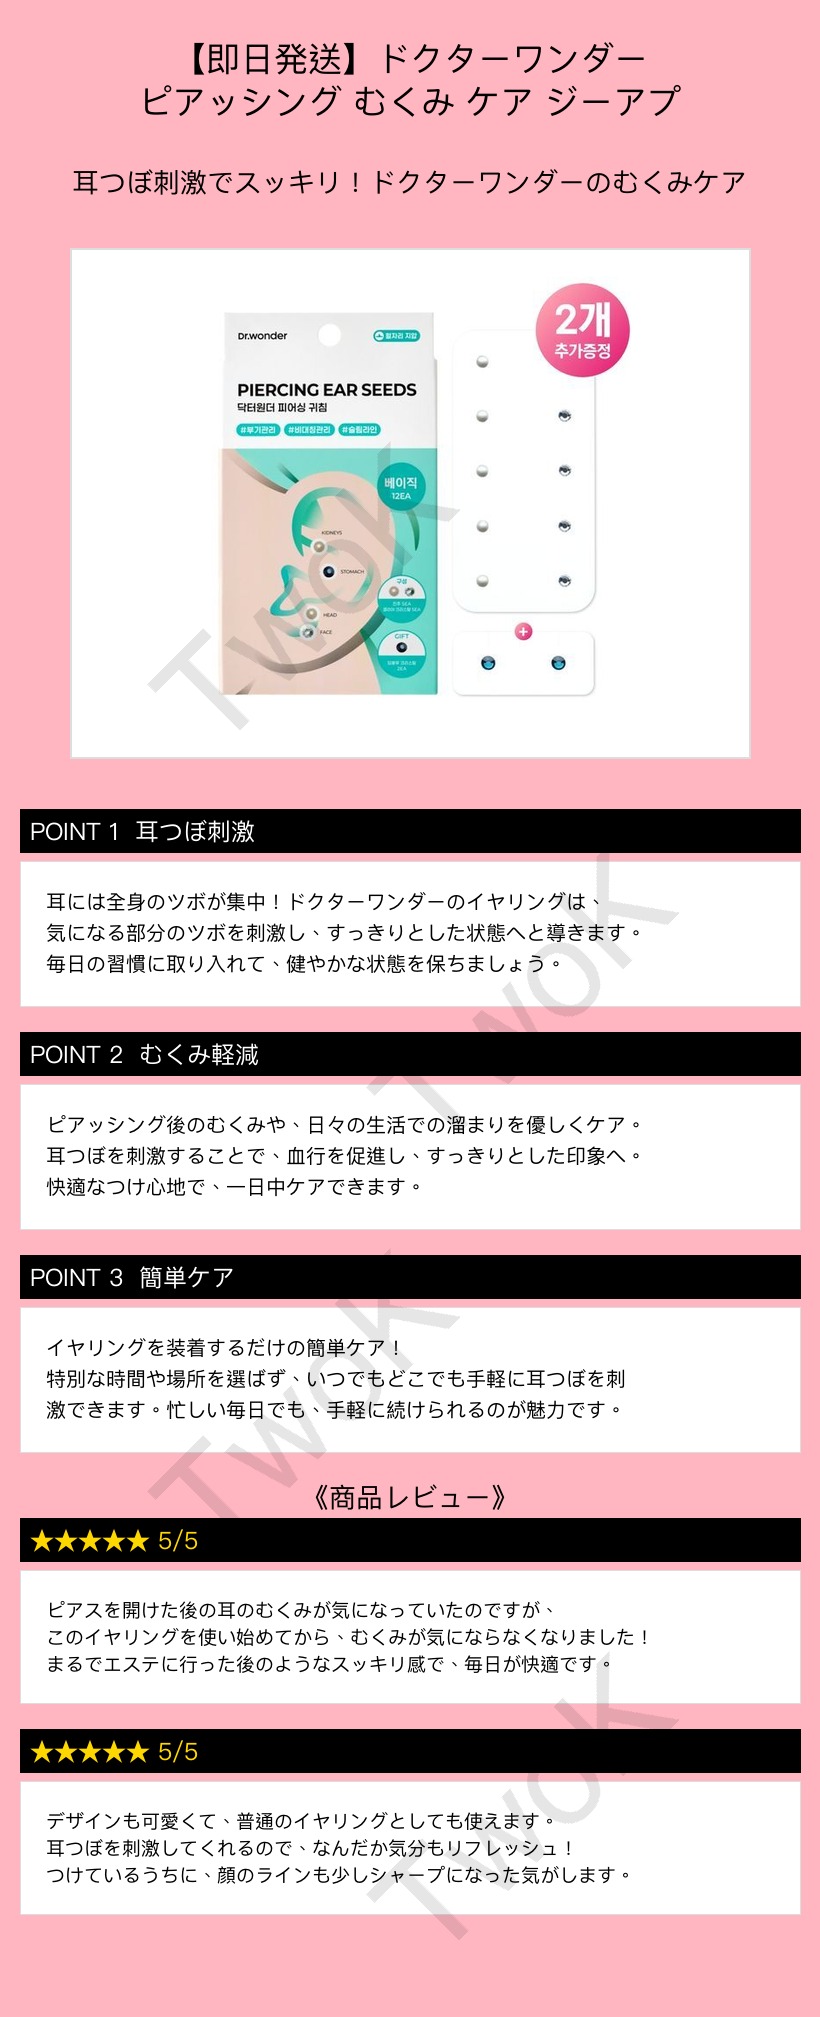 【即日発送】ドクターワンダー
ピアッシング むくみ ケア ジーアプ
耳つぼ刺激でスッキリ！ドクターワンダーのむくみケア
Dr.wonder
혈자리 지압
2개
추가증정
PIERCING EAR SEEDS
닥터원더 피어싱 귀침
#부기관리 #비대칭관리 #슬림라인
베이직
12EA
KIDNEYS
STOMACH
HEAD
FACE
구성
GIFT
2EA
+
TwoK
POINT 1 耳つぼ刺激
耳には全身のツボが集中！ドクターワンダーのイヤリングは、
気になる部分のツボを刺激し、すっきりとした状態へと導きます。
毎日の習慣に取り入れて、健やかな状態を保ちましょう。
TwoK
POINT 2 むくみ軽減
ピアッシング後のむくみや、日々の生活での溜まりを優しくケア。
耳つぼを刺激することで、血行を促進し、すっきりとした印象へ。
快適なつけ心地で、一日中ケアできます。
POINT 3 簡単ケア
イヤリングを装着するだけの簡単ケア！
特別な時間や場所を選ばず、いつでもどこでも手軽に耳つぼを刺
激できます。忙しい毎日でも、手軽に続けられるのが魅力です。
TwoK
《商品レビュー》
★★★★★ 5/5
ピアスを開けた後の耳のむくみが気になっていたのですが、
このイヤリングを使い始めてから、むくみが気にならなくなりました！
まるでエステに行った後のようなスッキリ感で、毎日が快適です。
★★★★★ 5/5
デザインも可愛くて、普通のイヤリングとしても使えます。
耳つぼを刺激してくれるので、なんだか気分もリフレッシュ！
つけているうちに、顔のラインも少しシャープになった気がします。
TwoK